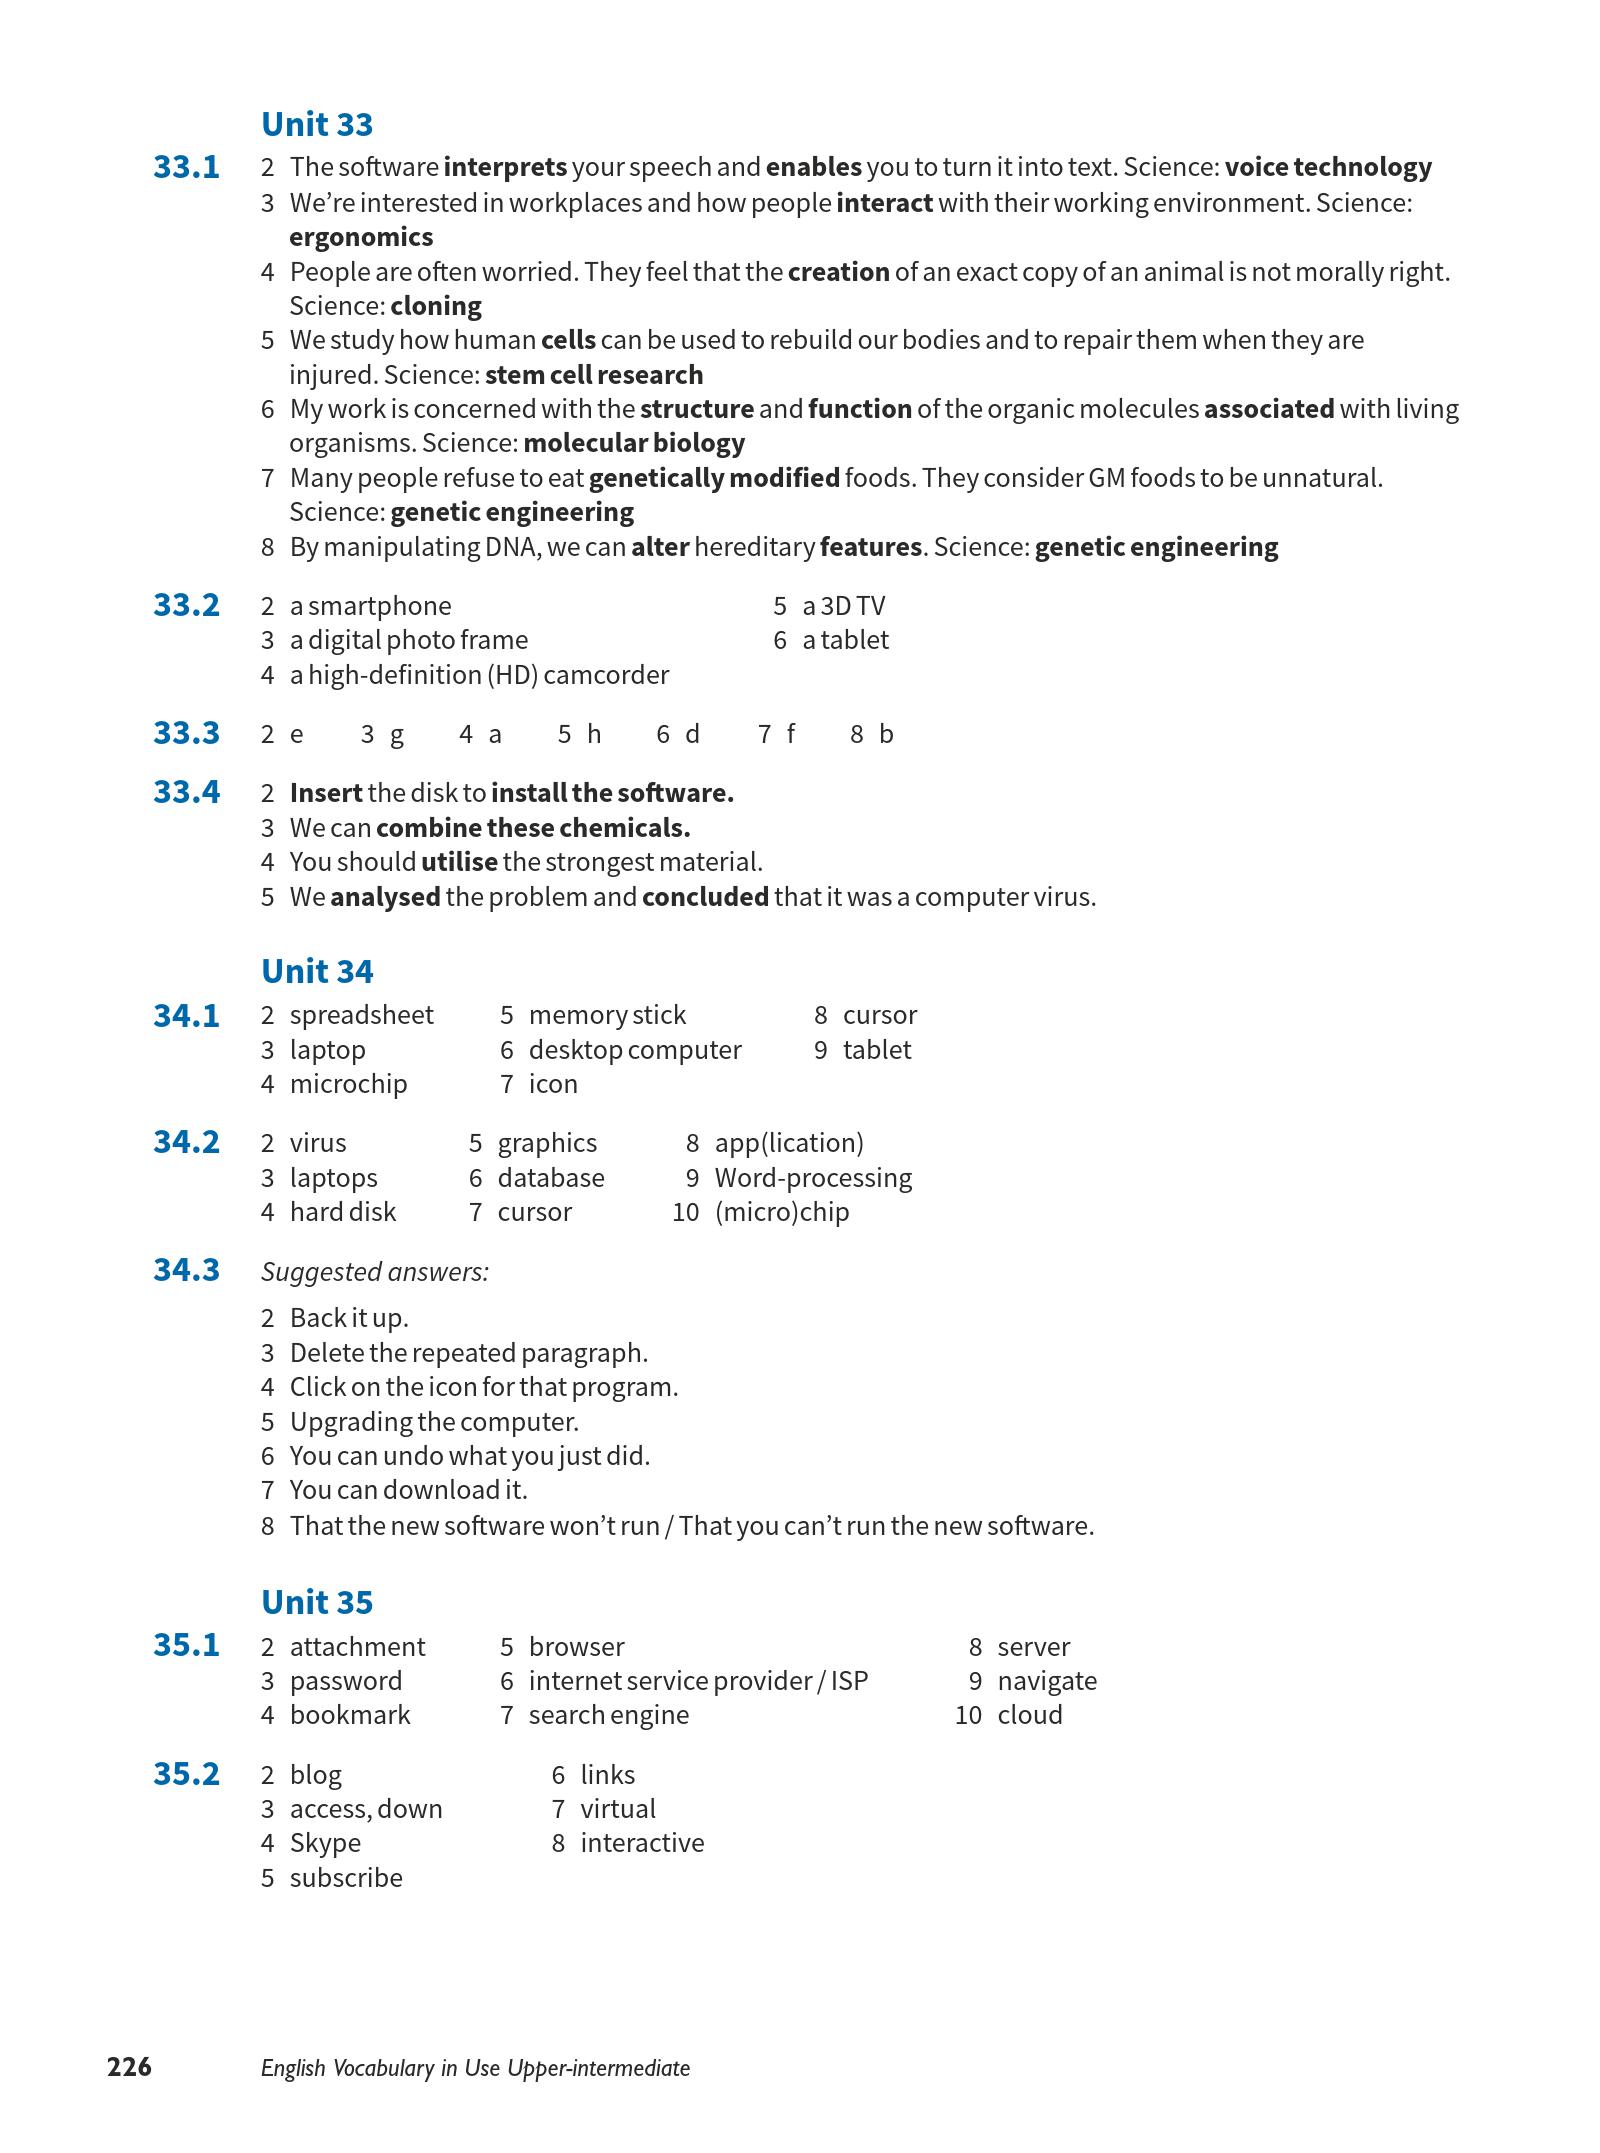 Unit 33
33.1 2 The software interprets your speech and enables you to turn it into text. Science: voice technology
3 We’re interested in workplaces and how people interact with their working environment. Science:
ergonomics
4 People are often worried. They feel that the creation of an exact copy of an animal is not morally right.
Science: cloning
5 We study how human cells can be used to rebuild our bodies and to repair them when they are
injured. Science: stem cell research
6 My work is concerned with the structure and function of the organic molecules associated with living
organisms. Science: molecular biology
7 Many people refuse to eat genetically modified foods. They consider GM foods to be unnatural.
Science: genetic engineering
8 By manipulating DNA, we can alter hereditary features. Science: genetic engineering
33.2 2 a smartphone 5 a 3D TV
3 a digital photo frame 6 a tablet
4 a high-definition (HD) camcorder
33.3 2 e 3 g 4 a 5 h 6 d 7 f 8 b
33.4 2 Insert the disk to install the software.
3 We can combine these chemicals.
4 You should utilise the strongest material.
5 We analysed the problem and concluded that it was a computer virus.
Unit 34
34.1 2 spreadsheet 5 memory stick 8 cursor
3 laptop 6 desktop computer 9 tablet
4 microchip 7 icon
34.2 2 virus 5 graphics 8 app(lication)
3 laptops 6 database 9 Word-processing
4 hard disk 7 cursor 10 (micro)chip
34.3 Suggested answers:
2 Back it up.
3 Delete the repeated paragraph.
4 Click on the icon for that program.
5 Upgrading the computer.
6 You can undo what you just did.
7 You can download it.
8 That the new software won’t run / That you can’t run the new software.
Unit 35
35.1 2 attachment 5 browser 8 server
3 password 6 internet service provider / ISP 9 navigate
4 bookmark 7 search engine 10 cloud
35.2 2 blog 6 links
3 access, down 7 virtual
4 Skype 8 interactive
5 subscribe
226 English Vocabulary in Use Upper-intermediate